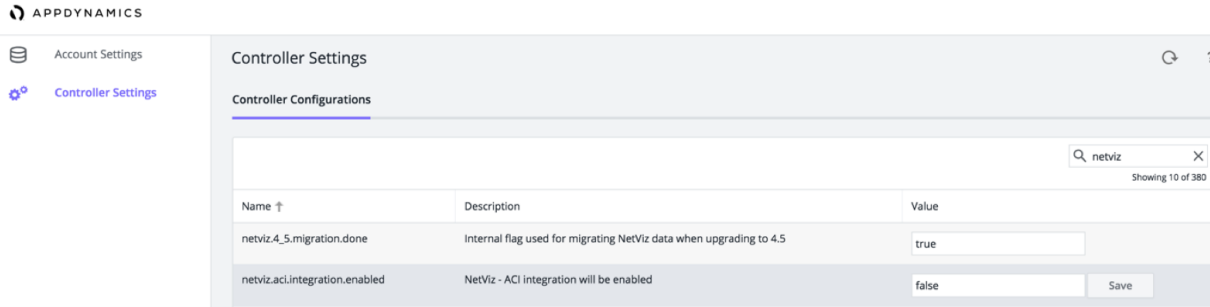 APPDYNAMICS
Account Settings
Controller Settings
Controller Settings
Controller Configurations
netviz
Showing 10 of 380
Name Description Value
netviz.4_5.migration.done Internal flag used for migrating NetViz data when upgrading to 4.5 true
netviz.aci.integration.enabled NetViz - ACI integration will be enabled false Save